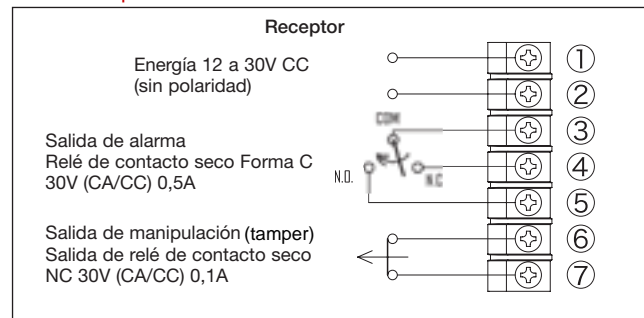 Receptor
Energía 12 a 30V CC
(sin polaridad)
①
②
COM
③
Salida de alarma
Relé de contacto seco Forma C
30V (CA/CC) 0,5A
N.O.
N.C
④
⑤
Salida de manipulación (tamper)
Salida de relé de contacto seco
NC 30V (CA/CC) 0,1A
⑥
⑦